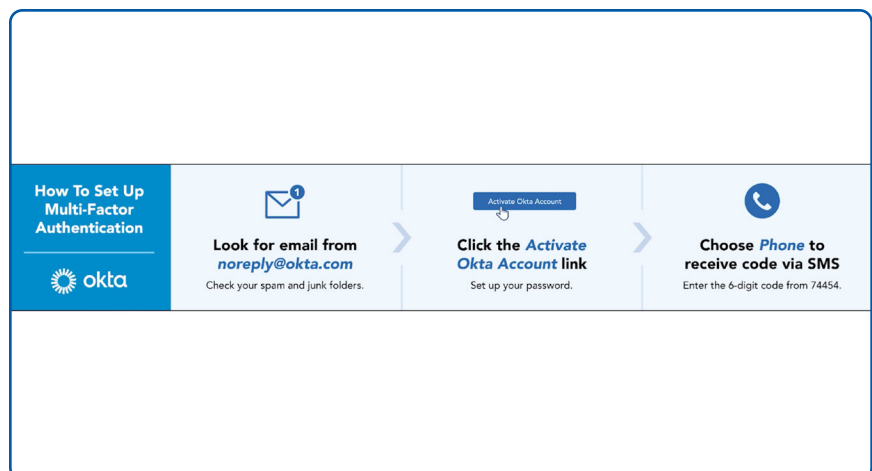 How To Set Up
Multi-Factor
Authentication
okta
1
Look for email from
noreply@okta.com
Check your spam and junk folders.
Activate Okta Account
Click the Activate
Okta Account link
Set up your password.
Choose Phone to
receive code via SMS
Enter the 6-digit code from 74454.